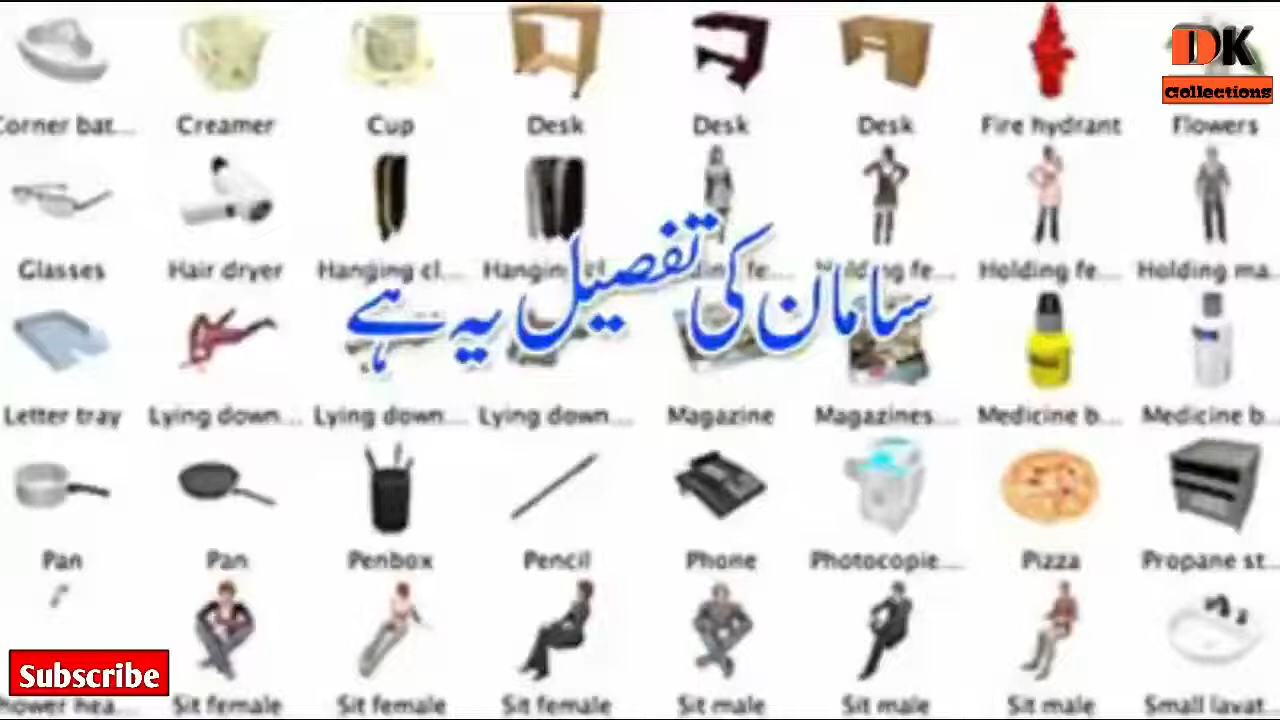 DK
Collections
Corner bat... Creamer Cup Desk Desk Desk Fire hydrant Flowers
Glasses Hair dryer Hanging cl... Holding fe... Holding ma...
سامان کی تفصیل یہ ہے
Letter tray Lying down... Lying down... Lying down... Magazine Magazines... Medicine b... Medicine b...
Pan Pan Penbox Pencil Phone Photocopie... Pizza Propane st...
Subscribe
Sit female Sit female Sit female Sit male Sit male Sit male Small lavat...